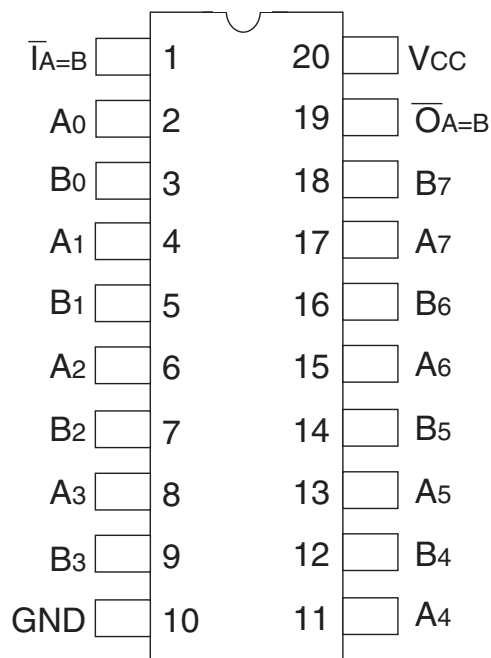 I̅A=B 1 20 VCC
A0 2 19 O̅A=B
B0 3 18 B7
A1 4 17 A7
B1 5 16 B6
A2 6 15 A6
B2 7 14 B5
A3 8 13 A5
B3 9 12 B4
GND 10 11 A4